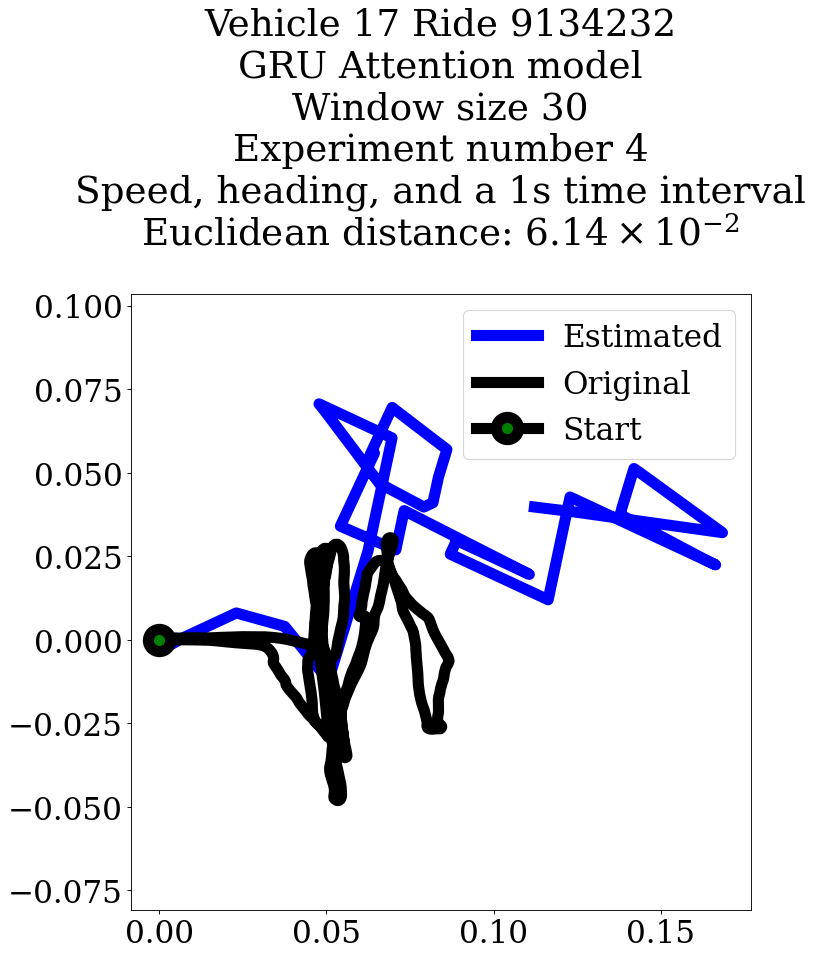 Vehicle 17 Ride 9134232
GRU Attention model
Window size 30
Experiment number 4
Speed, heading, and a 1s time interval
Euclidean distance: 6.14 × 10⁻²
0.100
0.075
0.050
0.025
0.000
−0.025
−0.050
−0.075
Estimated
Original
Start
0.00 0.05 0.10 0.15